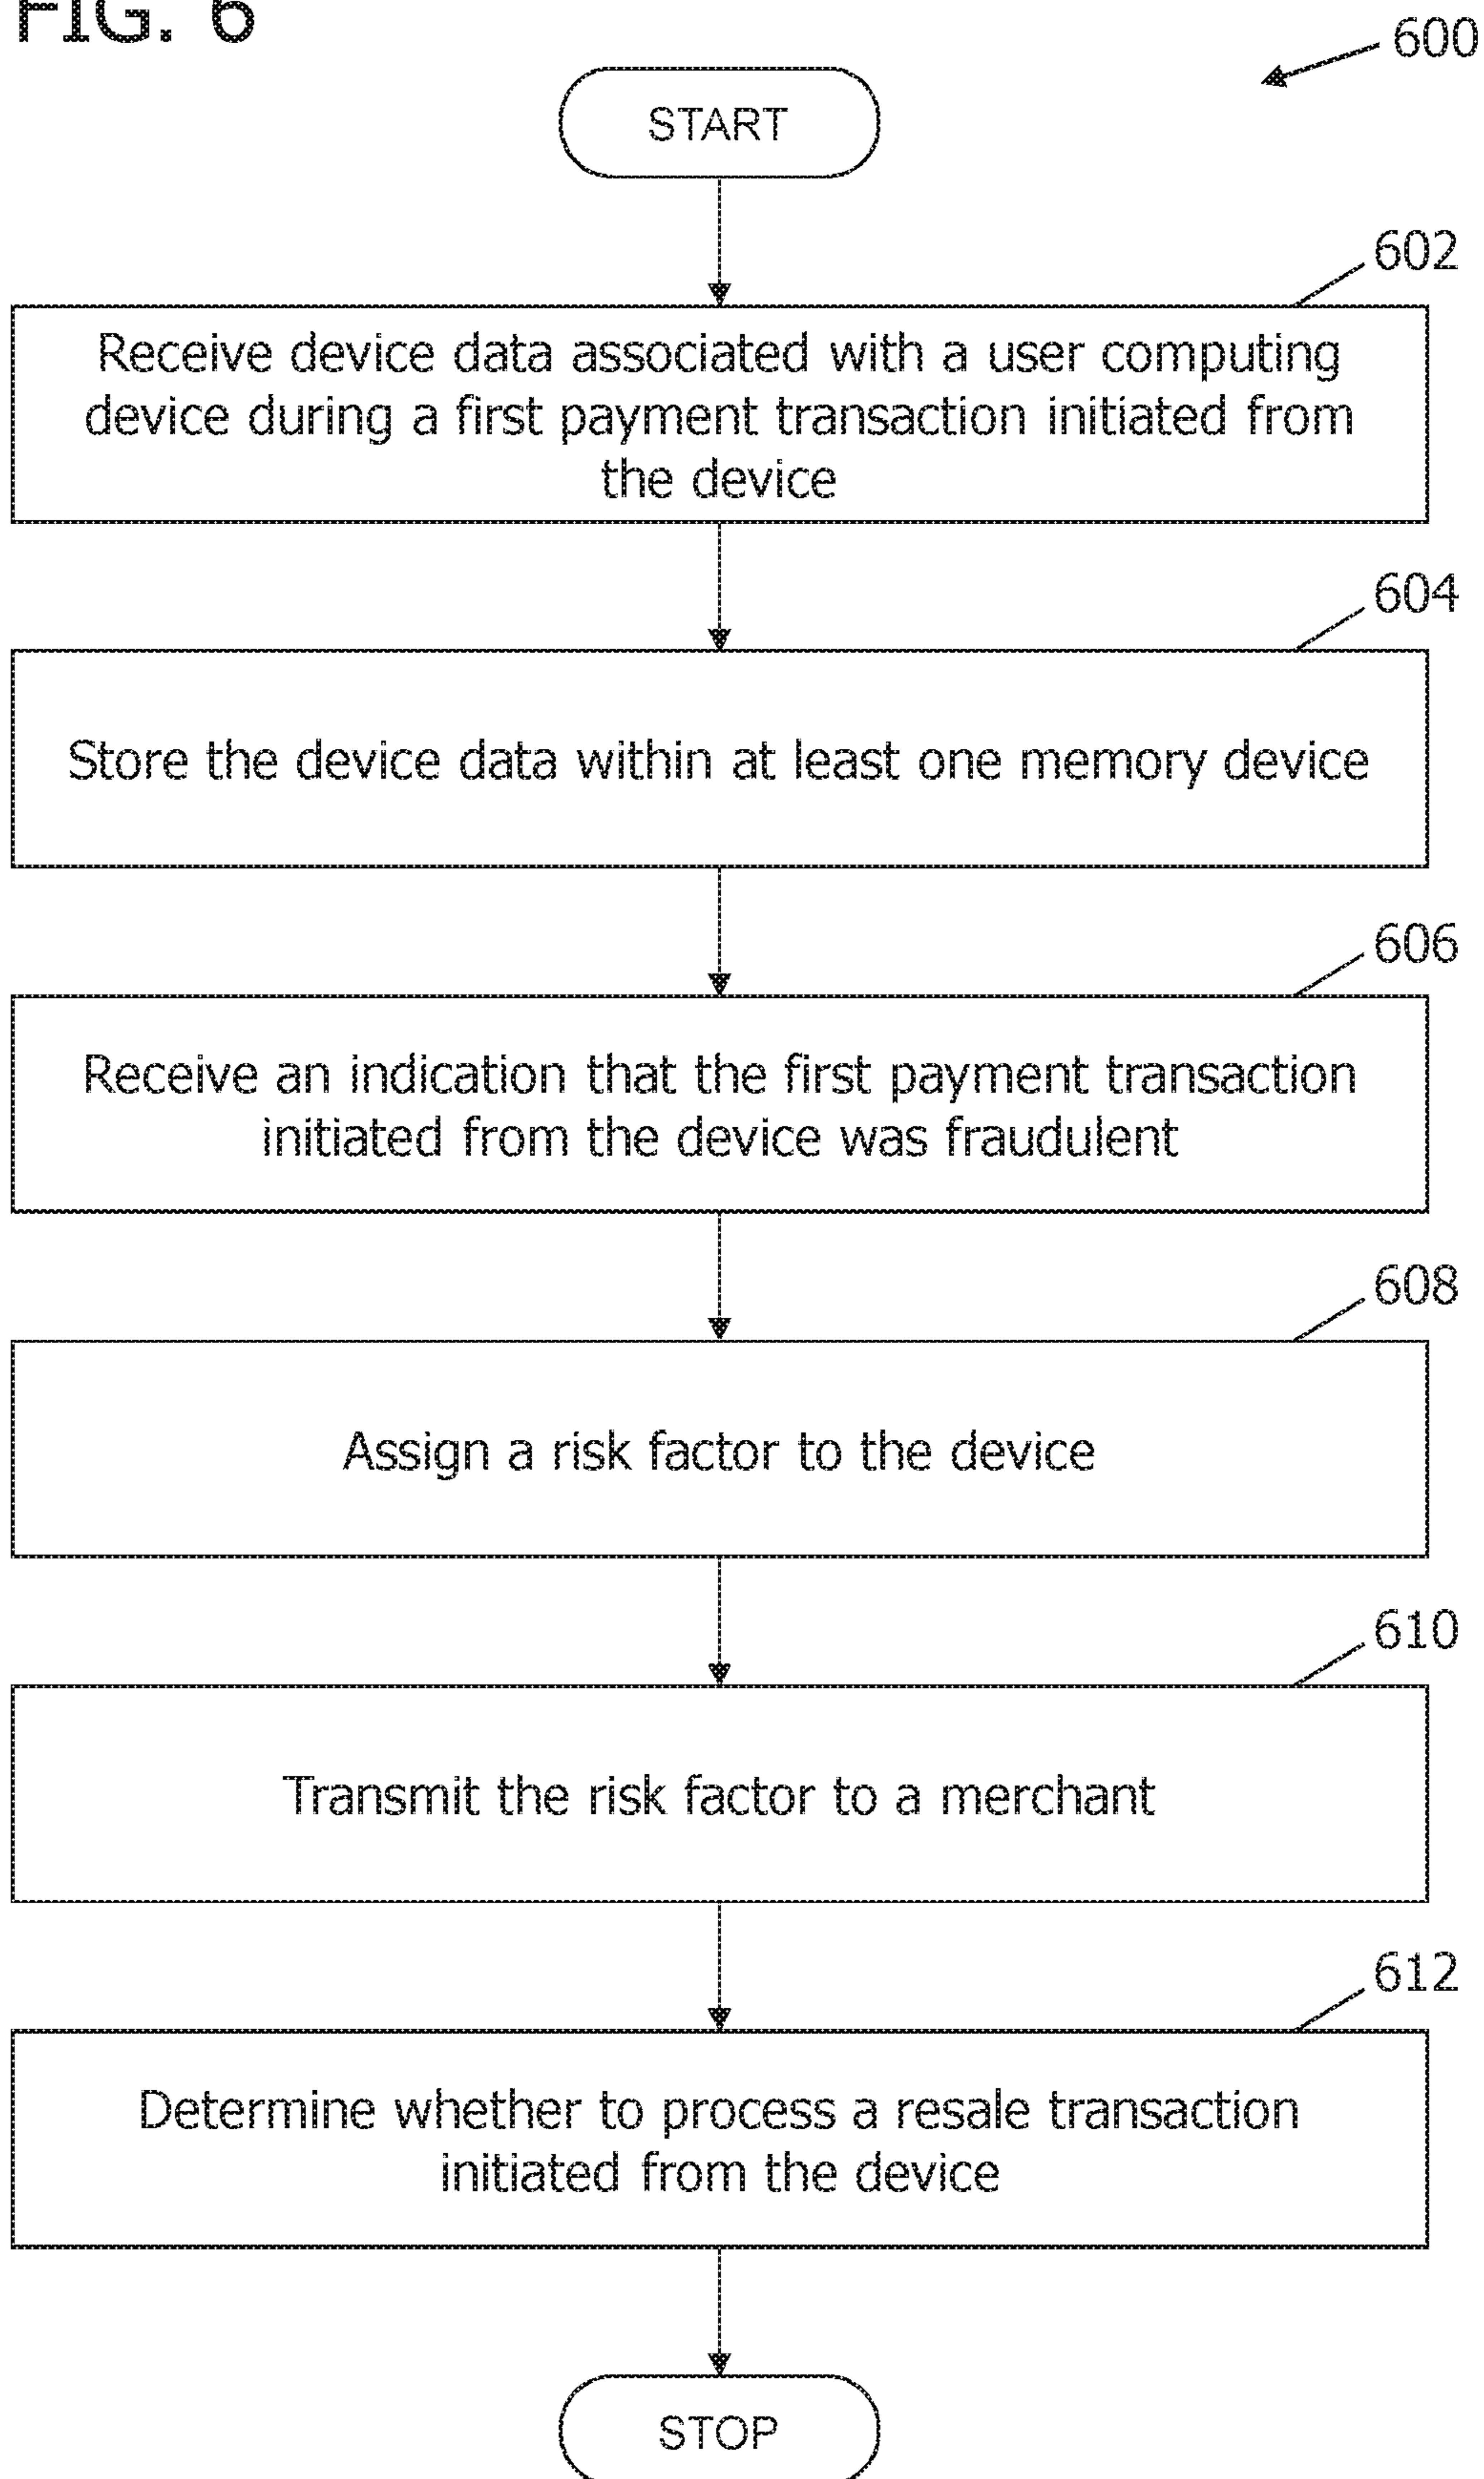 FIG. 6
600
START
602
Receive device data associated with a user computing
device during a first payment transaction initiated from
the device
604
Store the device data within at least one memory device
606
Receive an indication that the first payment transaction
initiated from the device was fraudulent
608
Assign a risk factor to the device
610
Transmit the risk factor to a merchant
612
Determine whether to process a resale transaction
initiated from the device
STOP